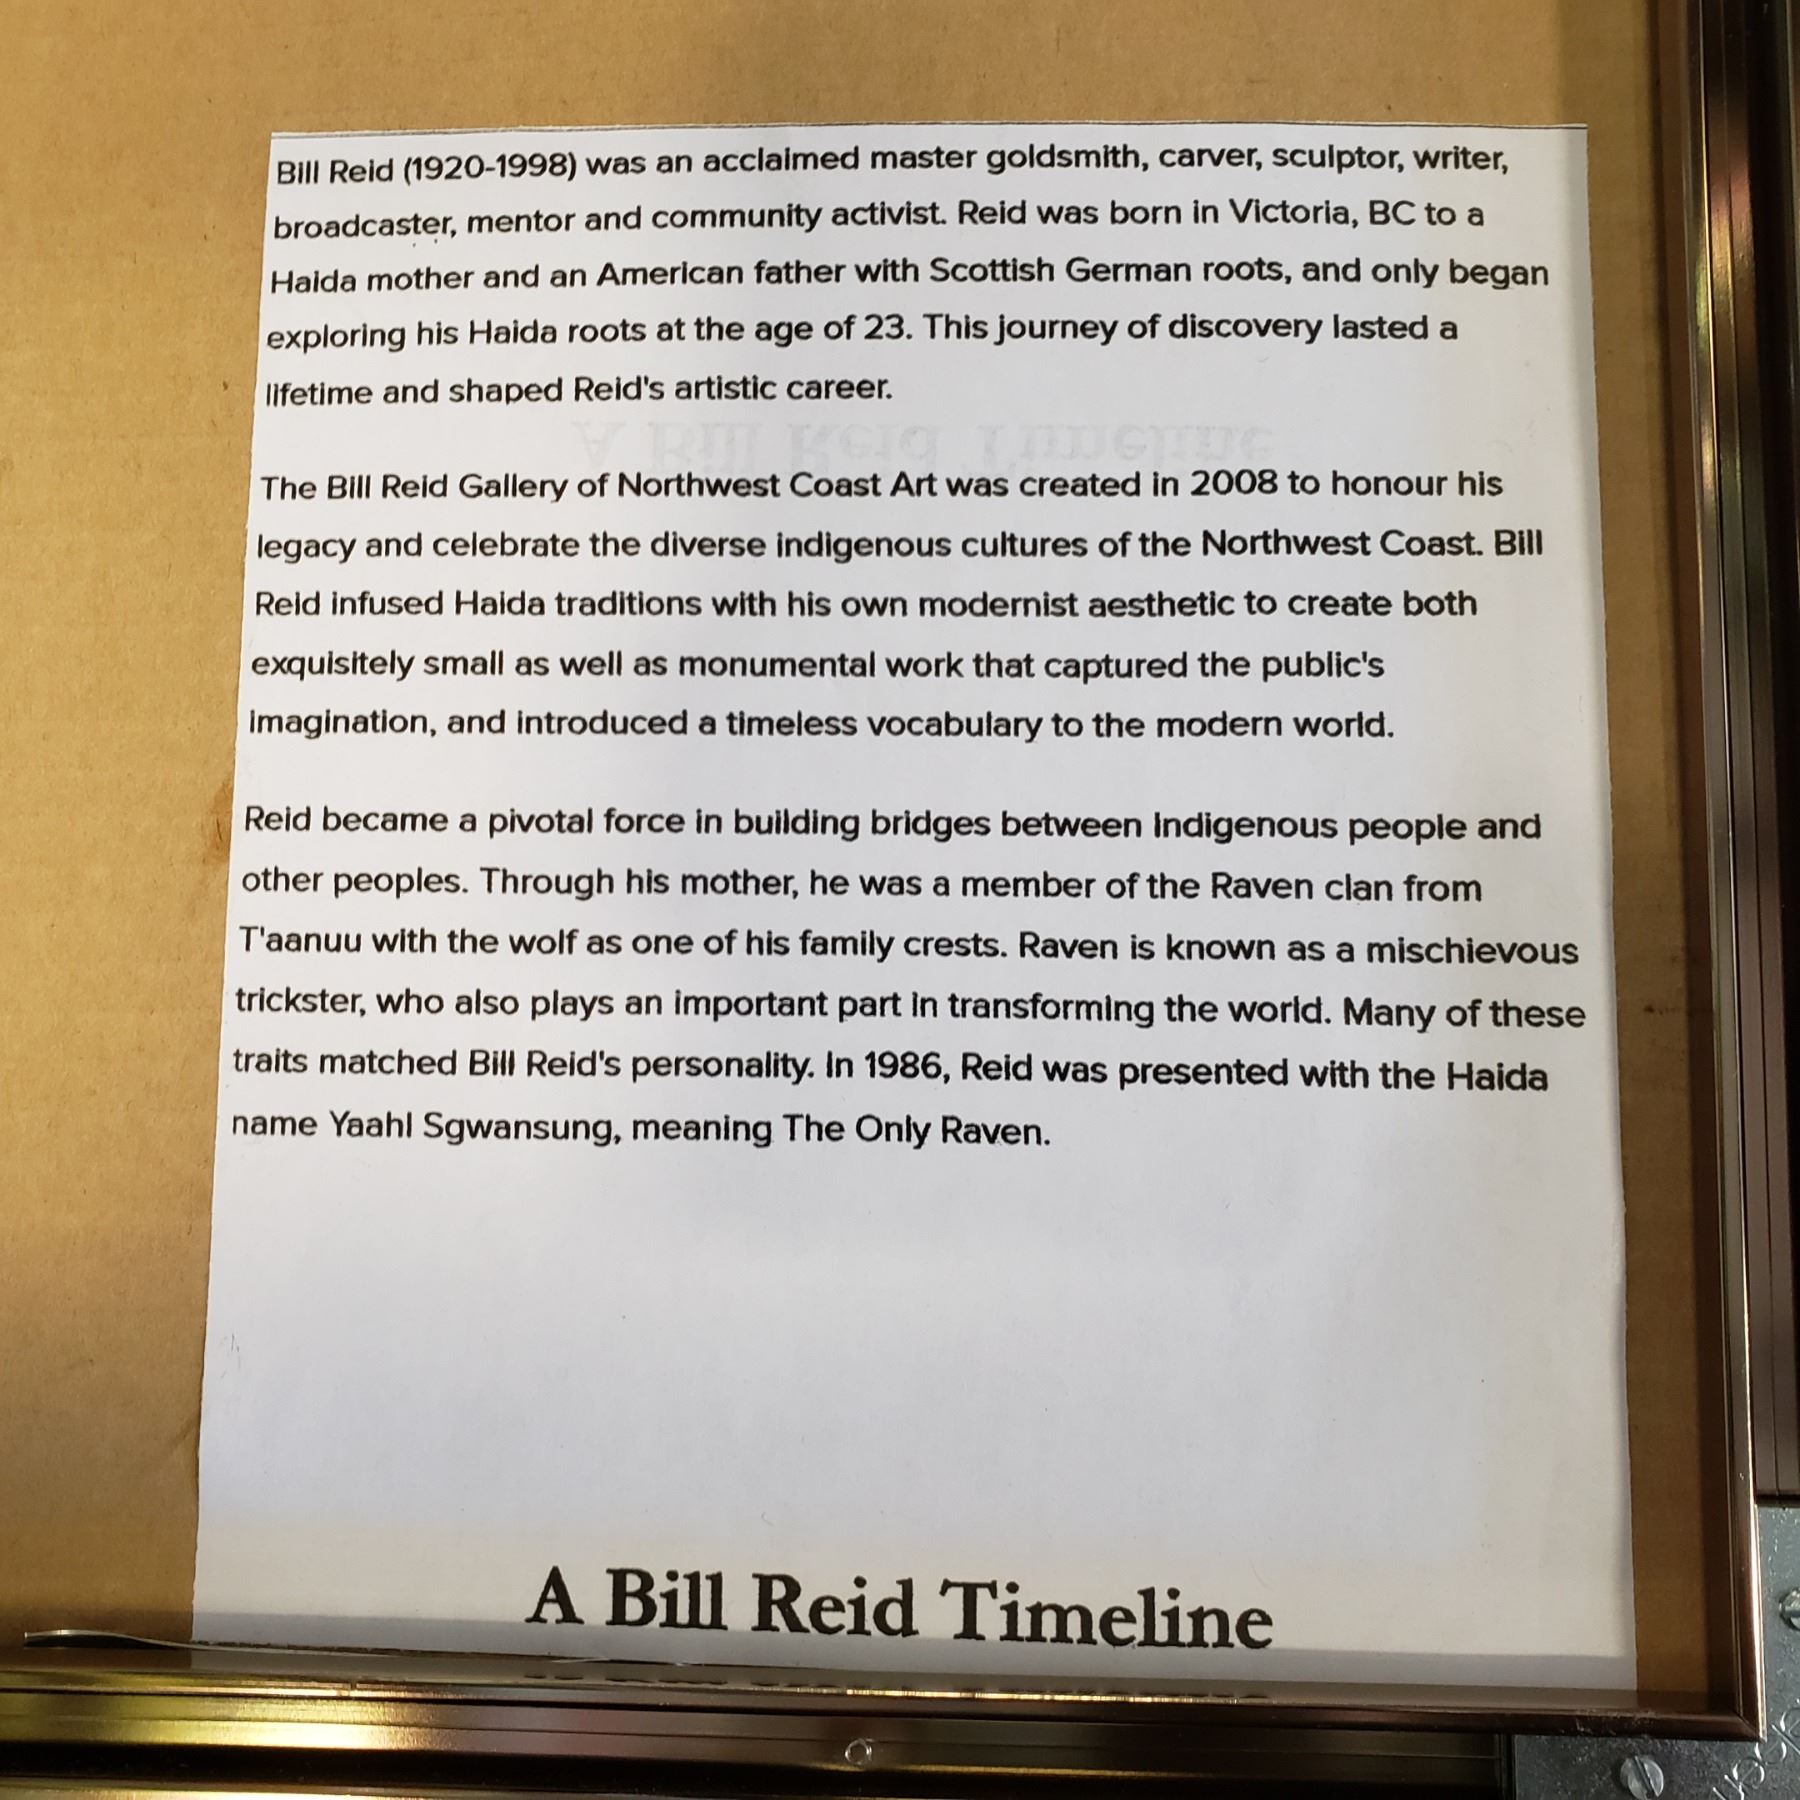 Bill Reid (1920-1998) was an acclaimed master goldsmith, carver, sculptor, writer,
broadcaster, mentor and community activist. Reid was born in Victoria, BC to a
Haida mother and an American father with Scottish German roots, and only began
exploring his Haida roots at the age of 23. This journey of discovery lasted a
lifetime and shaped Reid's artistic career.
The Bill Reid Gallery of Northwest Coast Art was created in 2008 to honour his
legacy and celebrate the diverse indigenous cultures of the Northwest Coast. Bill
Reid infused Haida traditions with his own modernist aesthetic to create both
exquisitely small as well as monumental work that captured the public's
imagination, and introduced a timeless vocabulary to the modern world.
Reid became a pivotal force in building bridges between Indigenous people and
other peoples. Through his mother, he was a member of the Raven clan from
T'aanuu with the wolf as one of his family crests. Raven is known as a mischievous
trickster, who also plays an important part in transforming the world. Many of these
traits matched Bill Reid's personality. In 1986, Reid was presented with the Haida
name Yaahl Sgwansung, meaning The Only Raven.
A Bill Reid Timeline